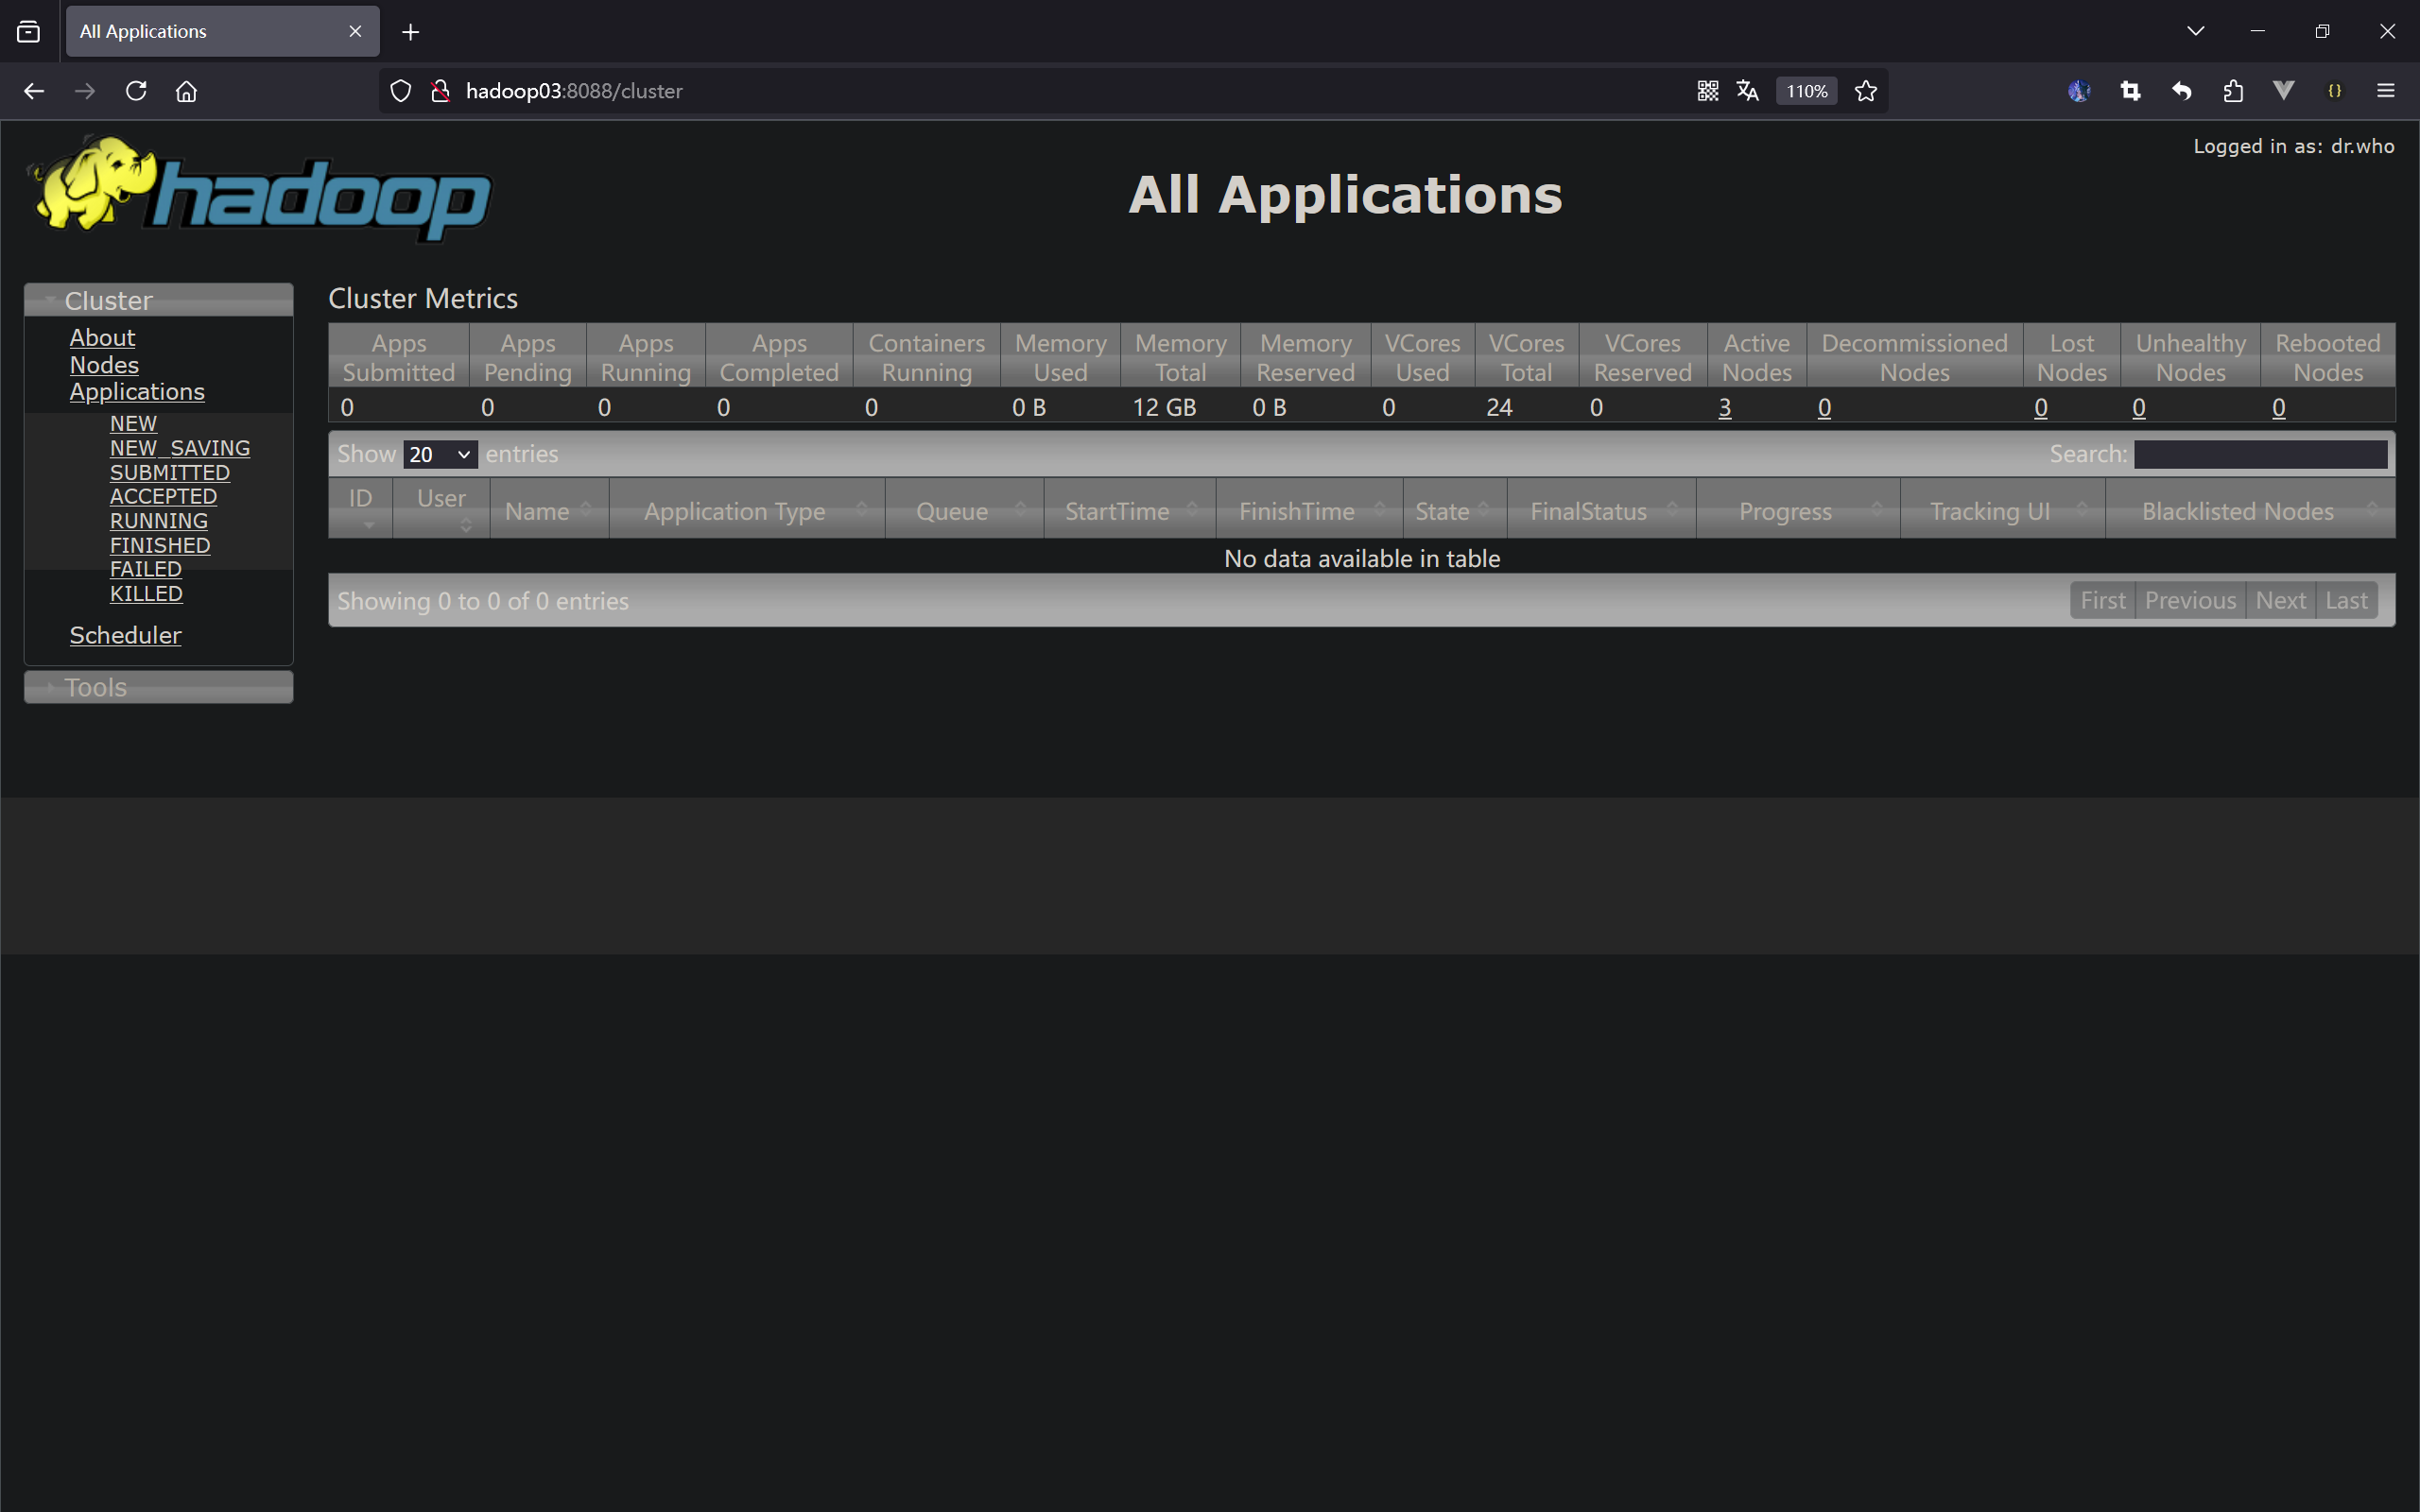 All Applications
hadoop03:8088/cluster
110%
hadoop
All Applications
Logged in as: dr.who
Cluster
About
Nodes
Applications
NEW
NEW_SAVING
SUBMITTED
ACCEPTED
RUNNING
FINISHED
FAILED
KILLED
Scheduler
Tools
Cluster Metrics
Apps Submitted Apps Pending Apps Running Apps Completed Containers Running Memory Used Memory Total Memory Reserved VCores Used VCores Total VCores Reserved Active Nodes Decommissioned Nodes Lost Nodes Unhealthy Nodes Rebooted Nodes
0 0 0 0 0 0 B 12 GB 0 B 0 24 0 3 0 0 0 0
Show 20 entries Search:
ID User Name Application Type Queue StartTime FinishTime State FinalStatus Progress Tracking UI Blacklisted Nodes
No data available in table
Showing 0 to 0 of 0 entries First Previous Next Last